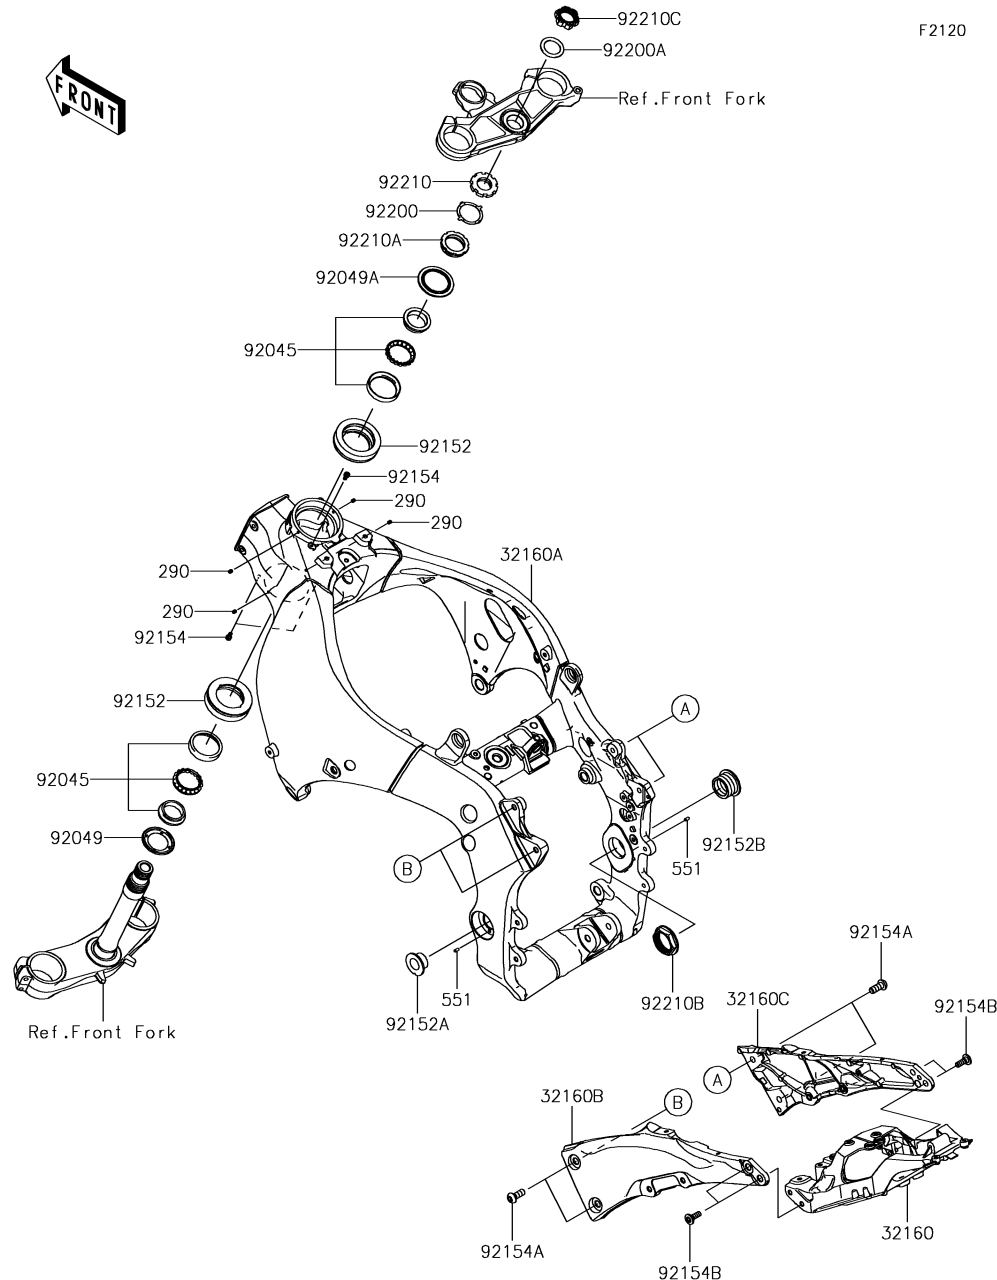 92210C
F2120
92200A
FRONT
Ref.Front Fork
92210
92200
92210A
92049A
92045
92152
92154
290
290
32160A
290
290
92154
92152
A
92045
92049
92152B
B
551
92154A
551
92210B
32160C
92152A
92154B
Ref.Front Fork
A
32160B
B
32160
92154A
92154B